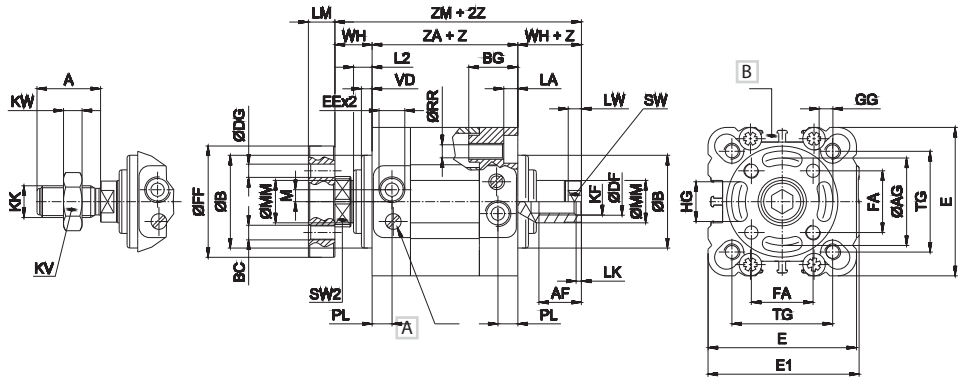 LM
ZM + 2Z
WH
ZA + Z
WH + Z
L2
BG
VD
LA
EEx2
ØRR
LW
SW
B
GG
A
KW
ØDG
KK
KV
ØFF
ØB
ØMM
M
KF
ØDF
ØMM
ØB
HG
FA
ØAG
TG
E
BC
SW2
PL
A
AF
LK
PL
FA
TG
E
E1